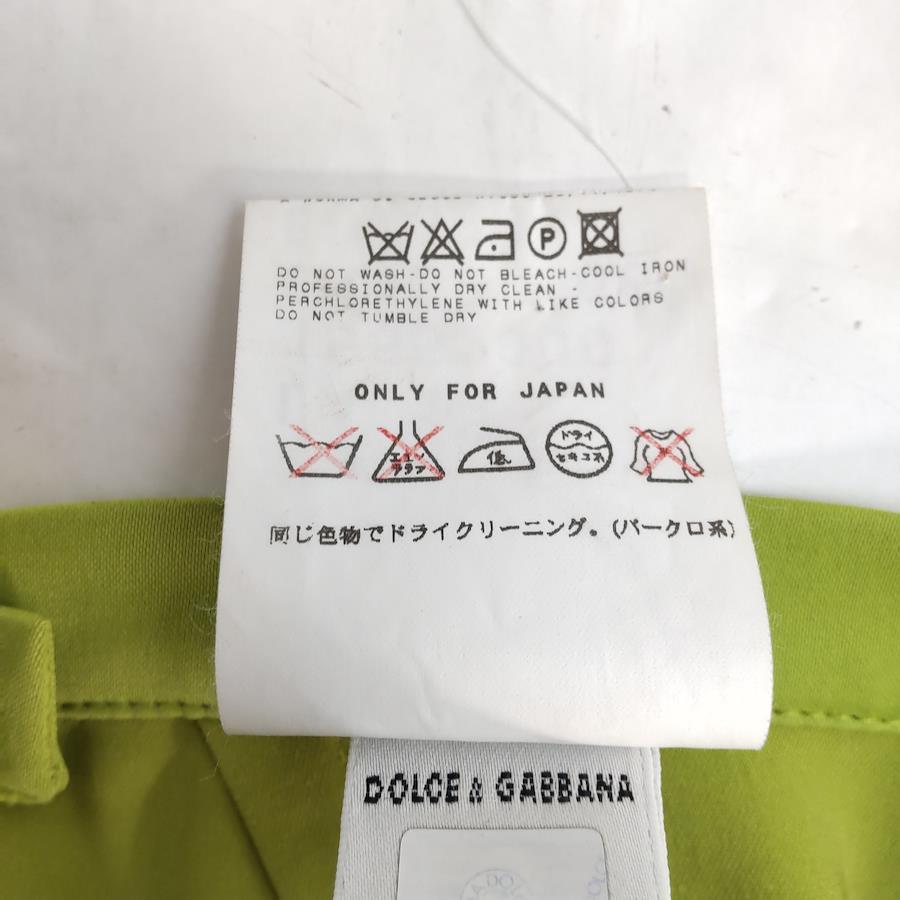 P
DO NOT WASH-DO NOT BLEACH-COOL IRON
PROFESSIONALLY DRY CLEAN -
PERCHLORETHYLENE WITH LIKE COLORS
DO NOT TUMBLE DRY
ONLY FOR JAPAN
エンソ サラシ 低 ドライ セキユ系
同じ色物でドライクリーニング。(パークロ系)
DOLCE & GABBANA